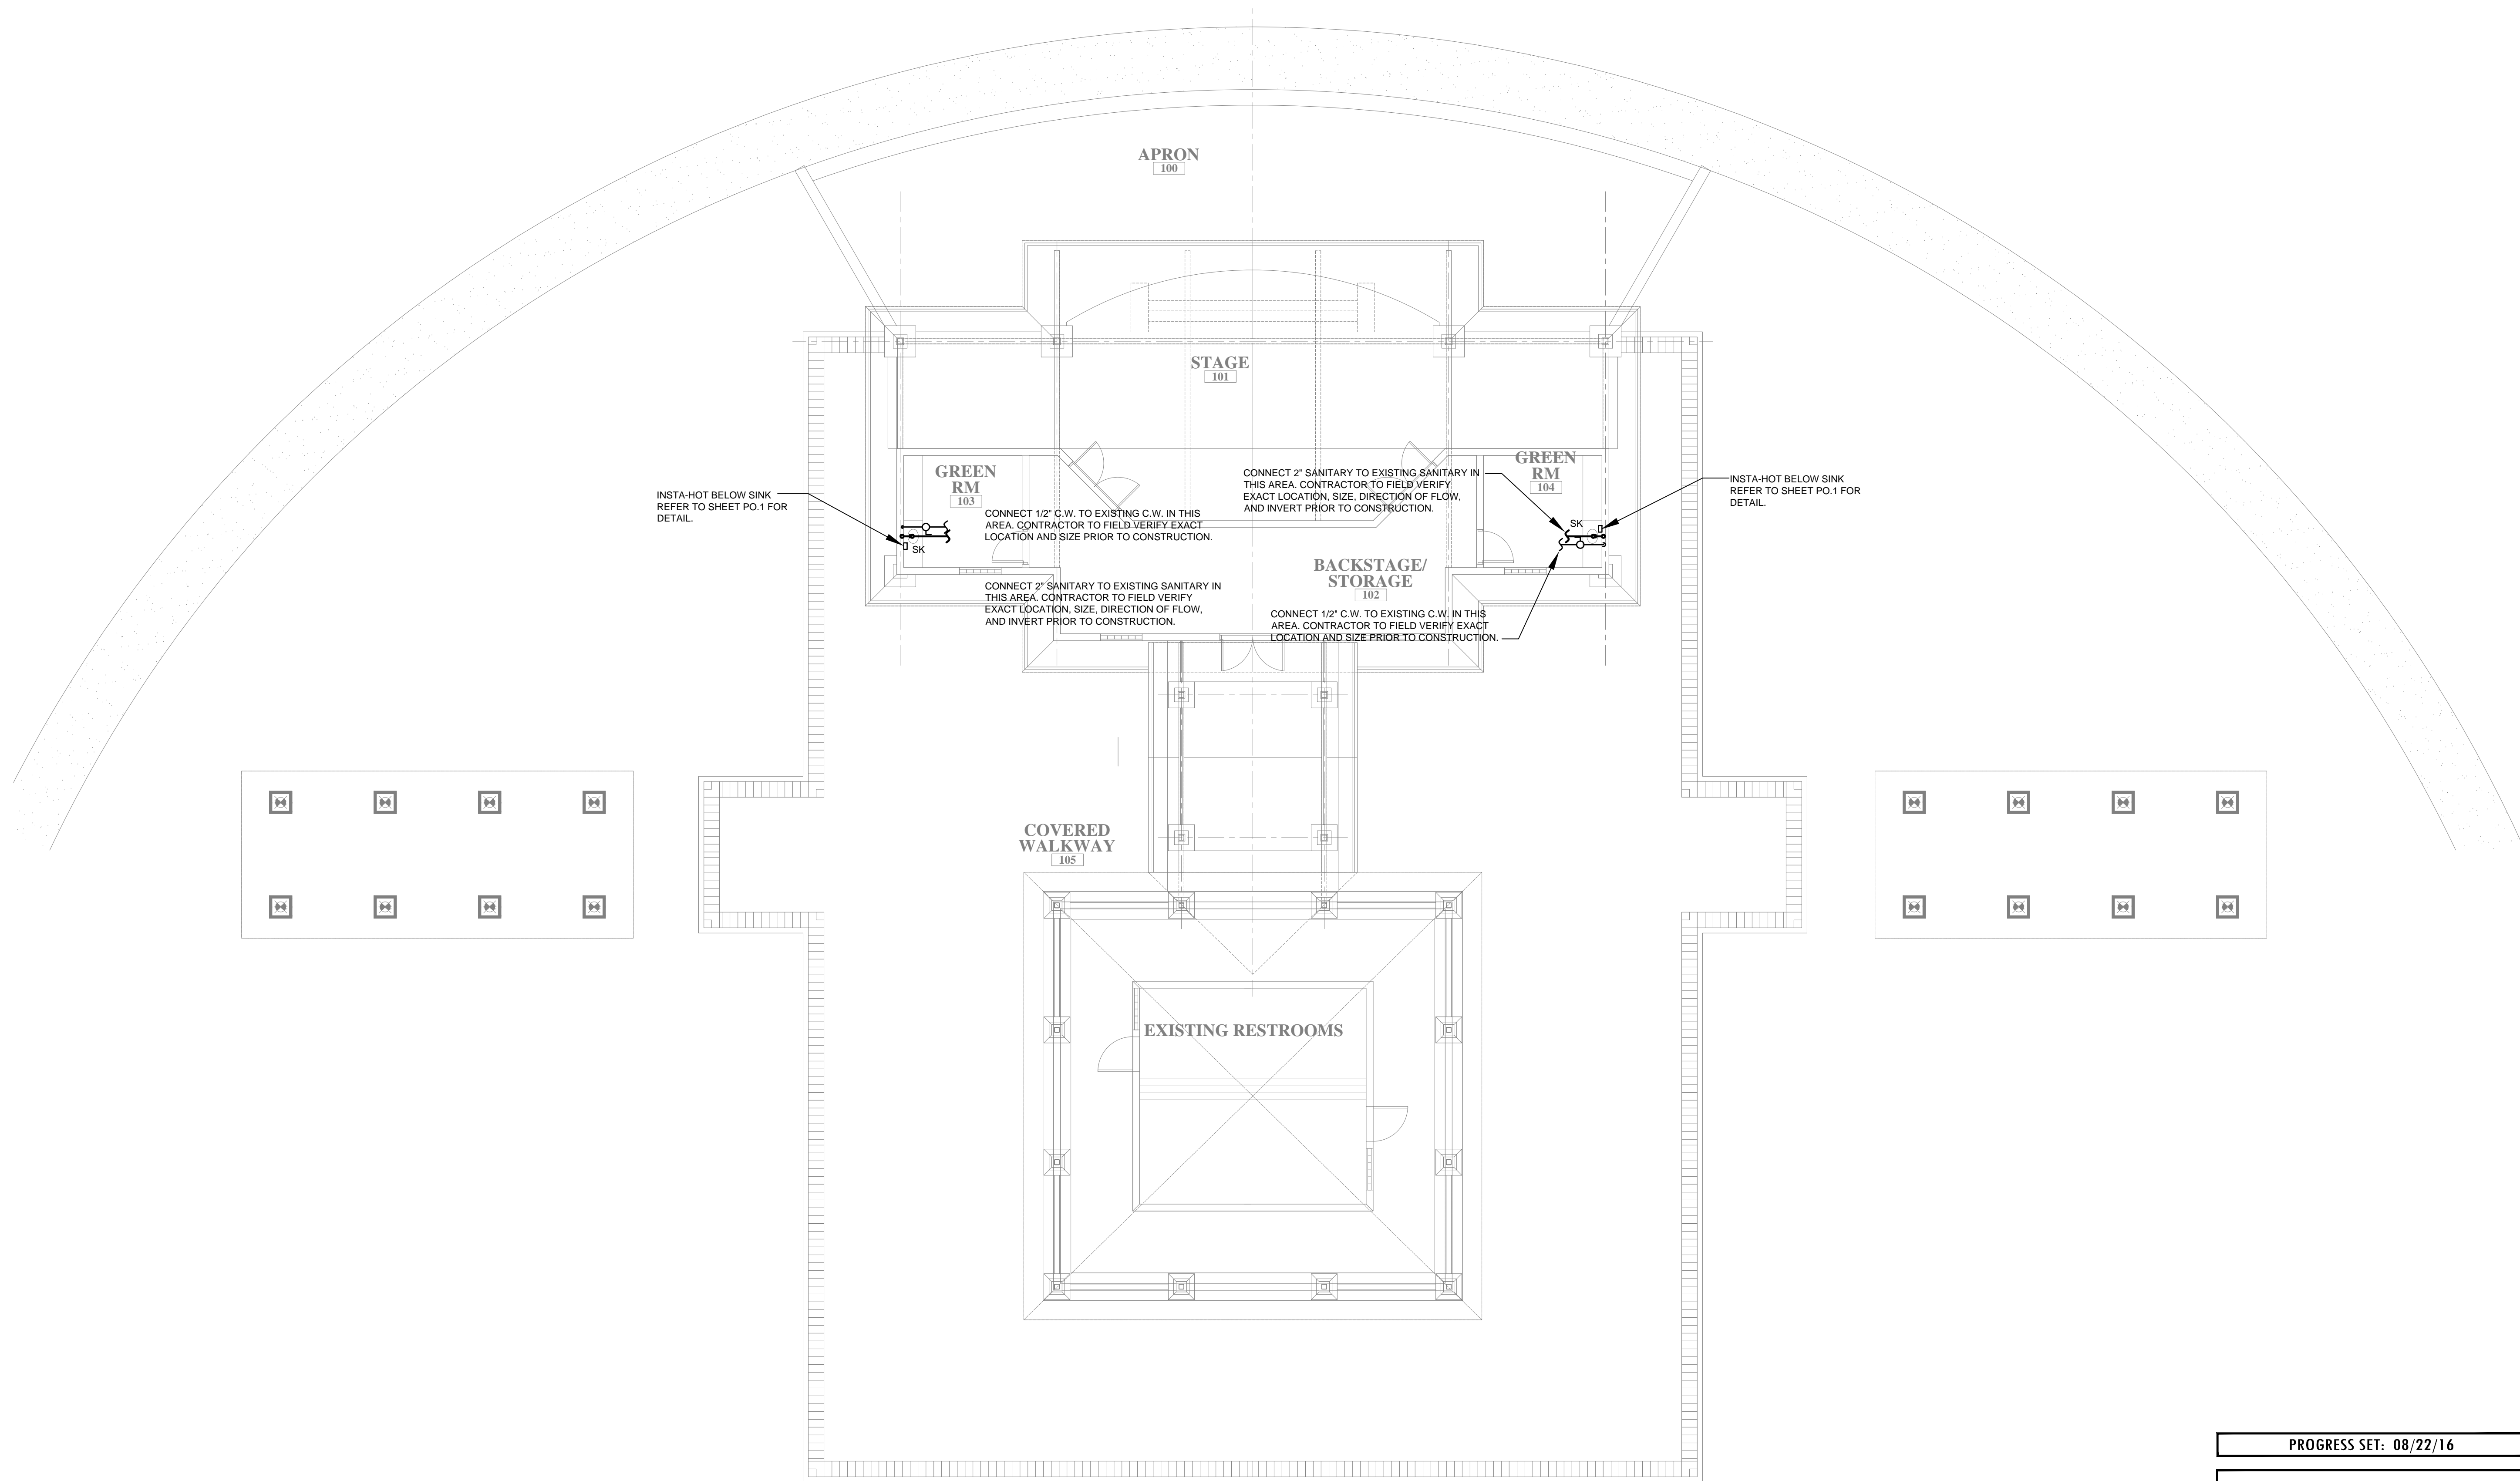 APRON
100
STAGE
101
GREEN
RM
103
GREEN
RM
104
INSTA-HOT BELOW SINK
REFER TO SHEET PO.1 FOR
DETAIL.
SK
CONNECT 1/2" C.W. TO EXISTING C.W. IN THIS
AREA. CONTRACTOR TO FIELD VERIFY EXACT
LOCATION AND SIZE PRIOR TO CONSTRUCTION.
CONNECT 2" SANITARY TO EXISTING SANITARY IN
THIS AREA. CONTRACTOR TO FIELD VERIFY
EXACT LOCATION, SIZE, DIRECTION OF FLOW,
AND INVERT PRIOR TO CONSTRUCTION.
CONNECT 2" SANITARY TO EXISTING SANITARY IN
THIS AREA. CONTRACTOR TO FIELD VERIFY
EXACT LOCATION, SIZE, DIRECTION OF FLOW,
AND INVERT PRIOR TO CONSTRUCTION.
SK
INSTA-HOT BELOW SINK
REFER TO SHEET PO.1 FOR
DETAIL.
BACKSTAGE/
STORAGE
102
CONNECT 1/2" C.W. TO EXISTING C.W. IN THIS
AREA. CONTRACTOR TO FIELD VERIFY EXACT
LOCATION AND SIZE PRIOR TO CONSTRUCTION.
COVERED
WALKWAY
105
EXISTING RESTROOMS
PROGRESS SET: 08/22/16